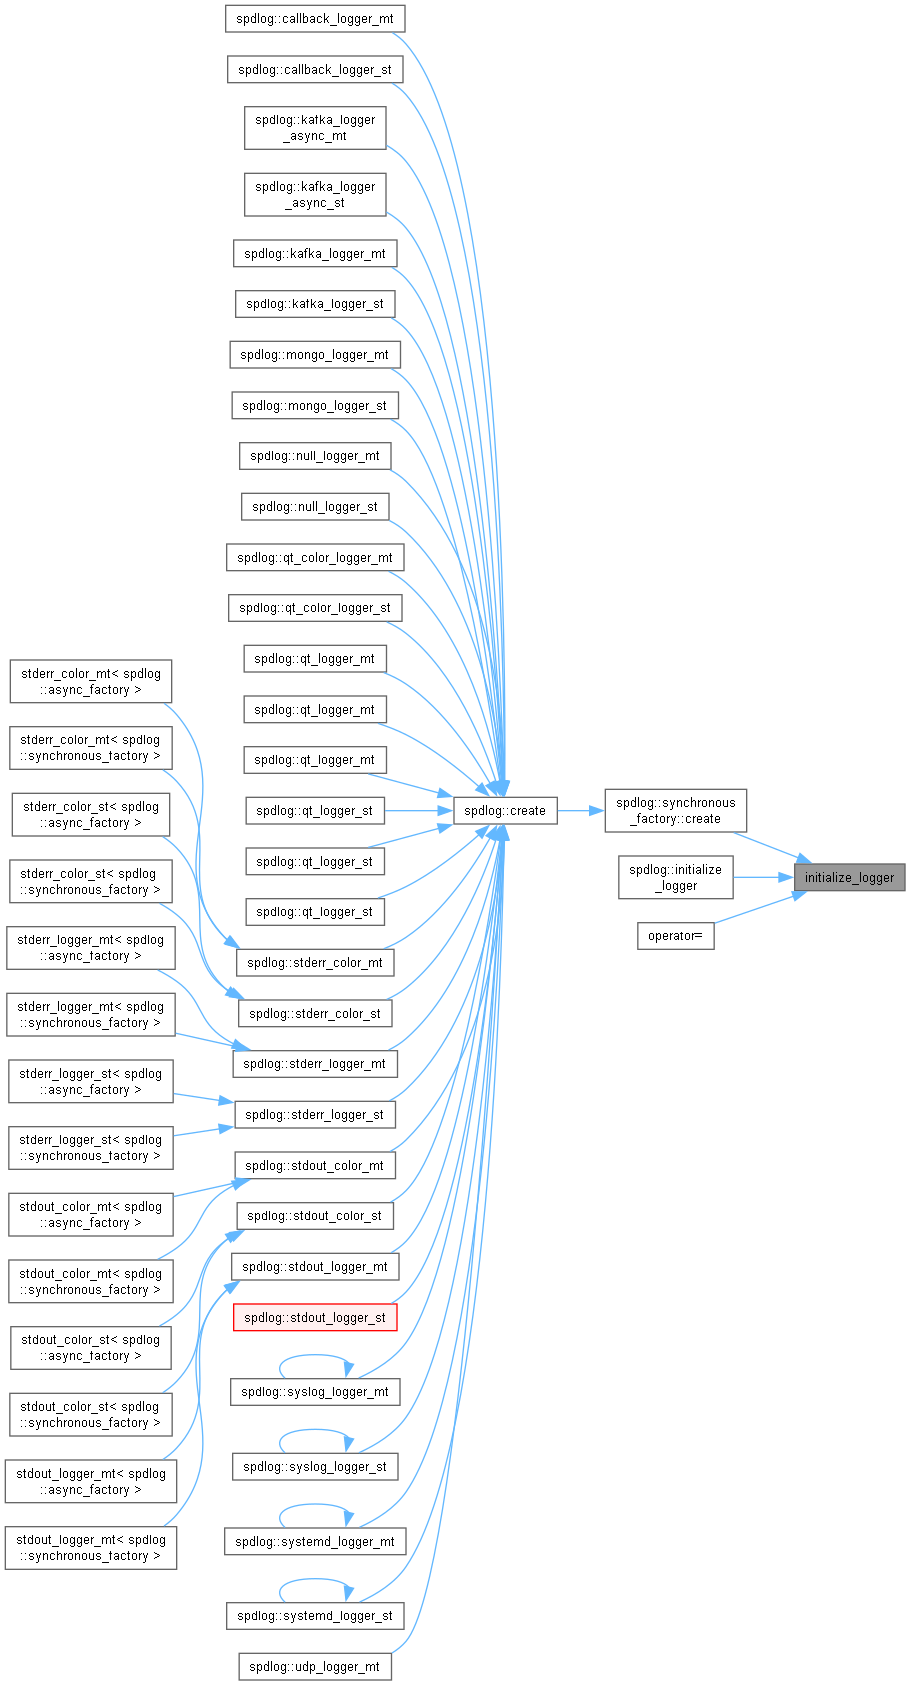 spdlog::callback_logger_mt
spdlog::callback_logger_st
spdlog::kafka_logger
_async_mt
spdlog::kafka_logger
_async_st
spdlog::kafka_logger_mt
spdlog::kafka_logger_st
spdlog::mongo_logger_mt
spdlog::mongo_logger_st
spdlog::null_logger_mt
spdlog::null_logger_st
spdlog::qt_color_logger_mt
spdlog::qt_color_logger_st
spdlog::qt_logger_mt
spdlog::qt_logger_mt
spdlog::qt_logger_mt
spdlog::qt_logger_st
spdlog::qt_logger_st
spdlog::qt_logger_st
spdlog::stderr_color_mt
spdlog::stderr_color_st
spdlog::stderr_logger_mt
spdlog::stderr_logger_st
spdlog::stdout_color_mt
spdlog::stdout_color_st
spdlog::stdout_logger_mt
spdlog::stdout_logger_st
spdlog::syslog_logger_mt
spdlog::syslog_logger_st
spdlog::systemd_logger_mt
spdlog::systemd_logger_st
spdlog::udp_logger_mt
stderr_color_mt< spdlog
::async_factory >
stderr_color_mt< spdlog
::synchronous_factory >
stderr_color_st< spdlog
::async_factory >
stderr_color_st< spdlog
::synchronous_factory >
stderr_logger_mt< spdlog
::async_factory >
stderr_logger_mt< spdlog
::synchronous_factory >
stderr_logger_st< spdlog
::async_factory >
stderr_logger_st< spdlog
::synchronous_factory >
stdout_color_mt< spdlog
::async_factory >
stdout_color_mt< spdlog
::synchronous_factory >
stdout_color_st< spdlog
::async_factory >
stdout_color_st< spdlog
::synchronous_factory >
stdout_logger_mt< spdlog
::async_factory >
stdout_logger_mt< spdlog
::synchronous_factory >
spdlog::create
spdlog::synchronous
_factory::create
spdlog::initialize
_logger
operator=
initialize_logger